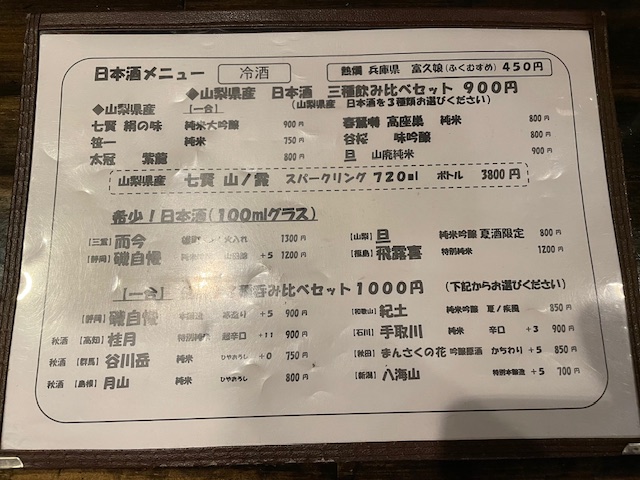 日本酒メニュー 冷酒 熱燗 兵庫県 富久娘(ふくむすめ) 450円
◆山梨県産 日本酒 三種飲み比べセット 900円
◆山梨県産 [一合] (山梨県産 日本酒を3種類お選びください)
七賢 絹の味 純米大吟醸 900円 春鶯囀 高座巣 純米 800円
笹一 純米 750円 谷桜 吟醸 800円
太冠 紫龍 800円 旦 山廃純米 900円
山梨県産 七賢 山ノ霞 スパークリング 720ml ボトル 3800円
希少!日本酒(100mlグラス)
[三重] 而今 火入れ 1300円 [山梨] 旦 純米吟醸 夏酒限定 800円
[静岡] 磯自慢 +5 1200円 [福島] 飛露喜 特別純米 1200円
[一合] 呑み比べセット1000円 (下記からお選びください)
[静岡] 磯自慢 本醸造 +5 900円 [和歌山] 紀土 純米吟醸 夏ノ疾風 850円
秋酒 [高知] 桂月 特別純米 超辛口 +11 900円 [石川] 手取川 純米 辛口 +3 900円
秋酒 [群馬] 谷川岳 純米 ひやおろし +0 750円 [秋田] まんさくの花 吟醸原酒 かちわり +5 850円
秋酒 [島根] 月山 純米 ひやおろし 800円 [新潟] 八海山 特別本醸造 +5 700円